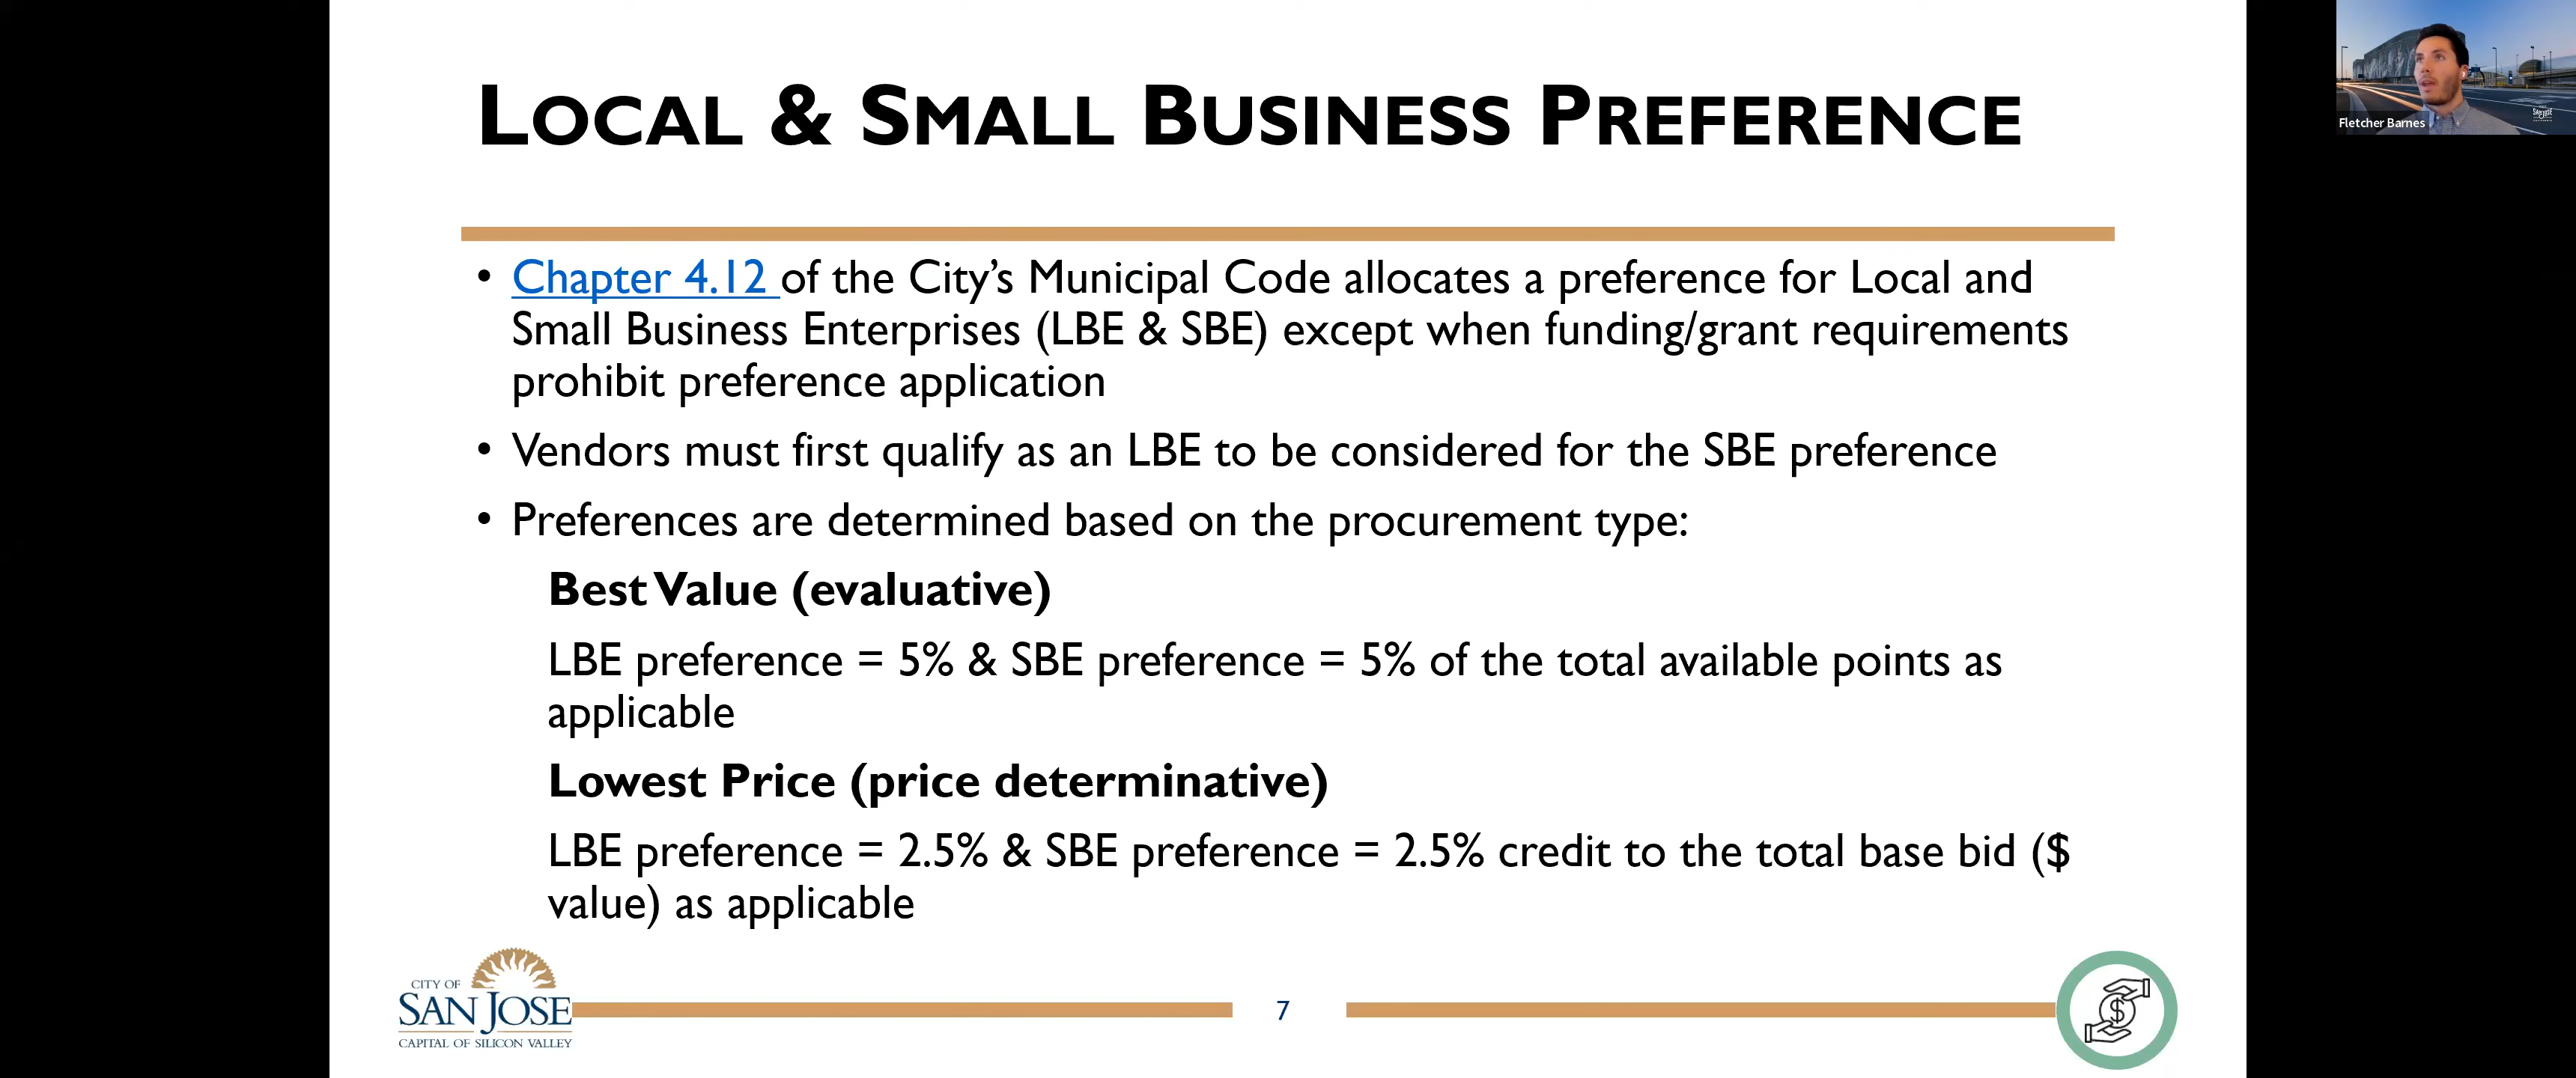 LOCAL & SMALL BUSINESS PREFERENCE
Fletcher Barnes
• Chapter 4.12 of the City’s Municipal Code allocates a preference for Local and
Small Business Enterprises (LBE & SBE) except when funding/grant requirements
prohibit preference application
• Vendors must first qualify as an LBE to be considered for the SBE preference
• Preferences are determined based on the procurement type:
Best Value (evaluative)
LBE preference = 5% & SBE preference = 5% of the total available points as
applicable
Lowest Price (price determinative)
LBE preference = 2.5% & SBE preference = 2.5% credit to the total base bid ($
value) as applicable
CITY OF
SAN JOSE
CAPITAL OF SILICON VALLEY
7
$